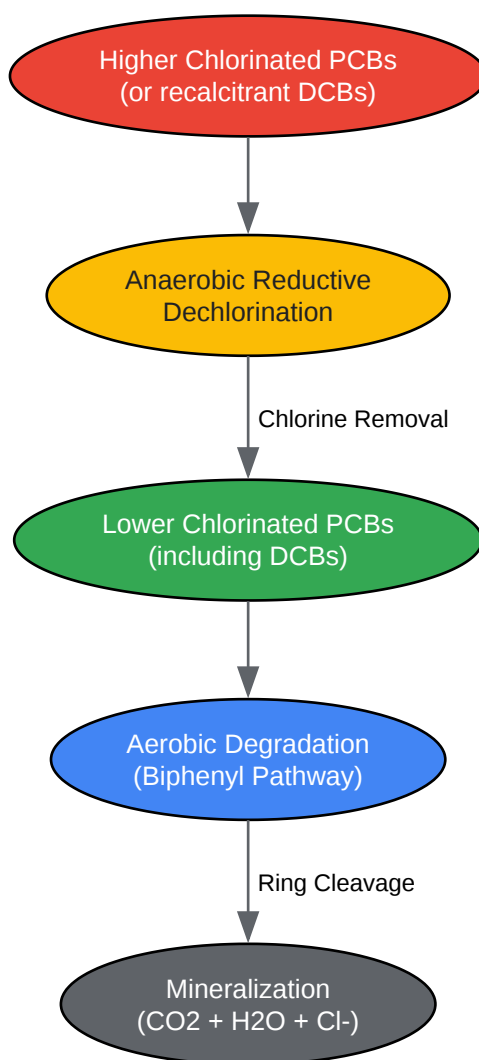 Higher Chlorinated PCBs
(or recalcitrant DCBs)
Anaerobic Reductive
Dechlorination
Chlorine Removal
Lower Chlorinated PCBs
(including DCBs)
Aerobic Degradation
(Biphenyl Pathway)
Ring Cleavage
Mineralization
(CO2 + H2O + Cl-)